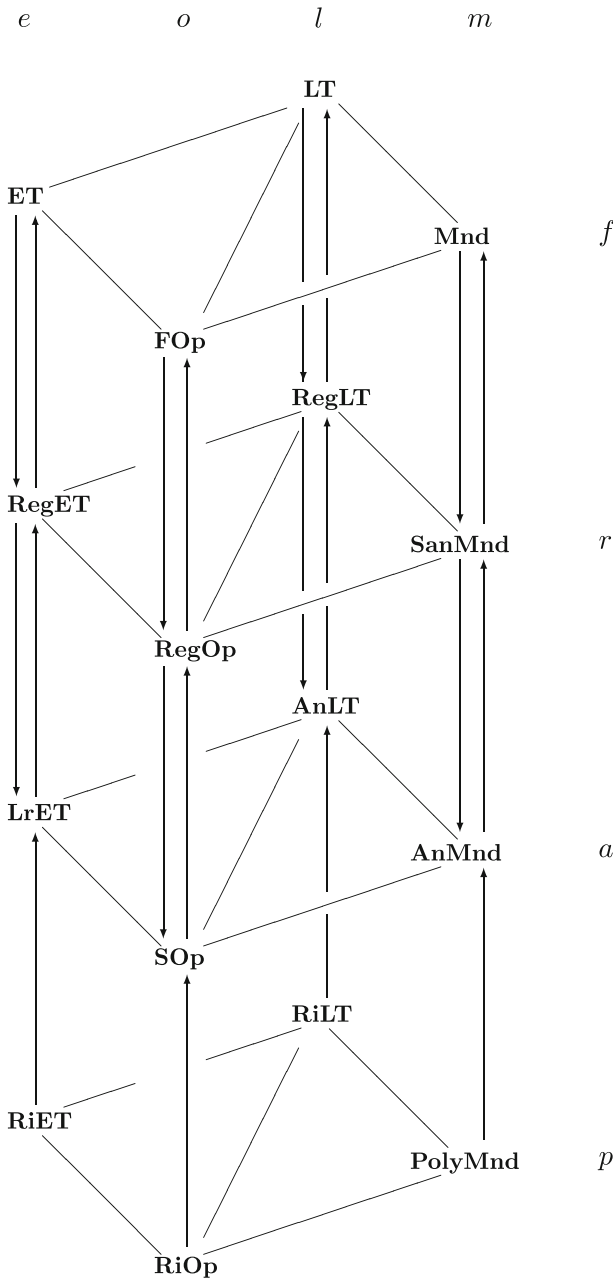 e o l m
LT
ET
Mnd f
FOp
RegLT
RegET
SanMnd r
RegOp
AnLT
LrET
AnMnd a
SOp
RiLT
RiET
PolyMnd p
RiOp